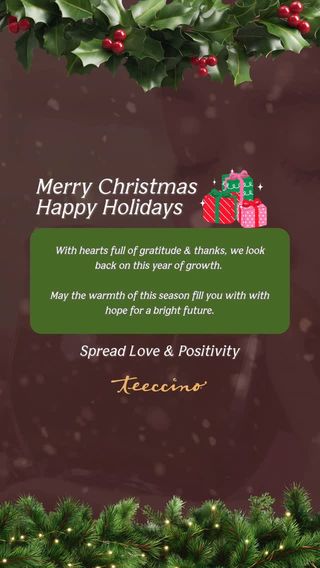 Merry Christmas
Happy Holidays
With hearts full of gratitude & thanks, we look
back on this year of growth.
May the warmth of this season fill you with with
hope for a bright future.
Spread Love & Positivity
teeccino